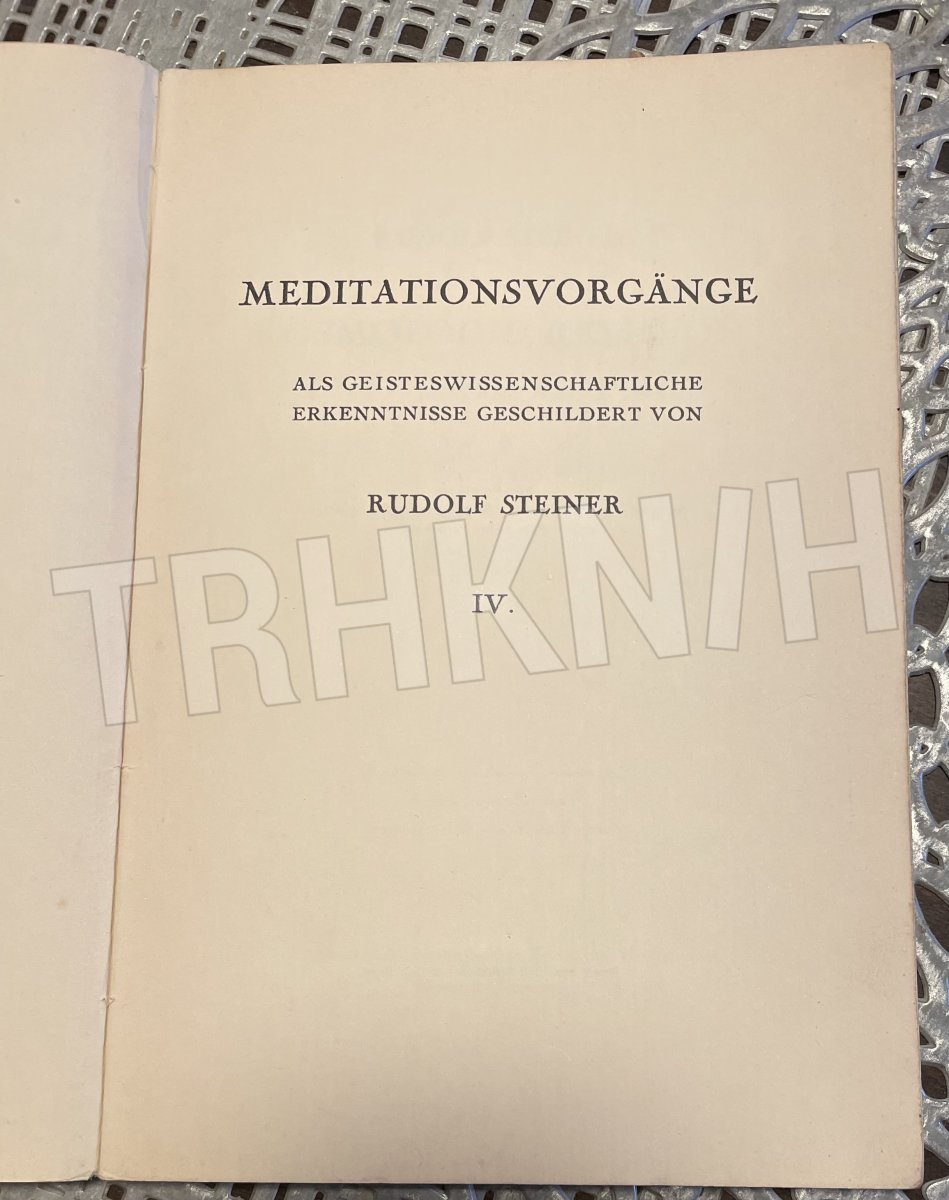 MEDITATIONSVORGÄNGE
ALS GEISTESWISSENSCHAFTLICHE
ERKENNTNISSE GESCHILDERT VON
RUDOLF STEINER
IV.
TRHKN/H